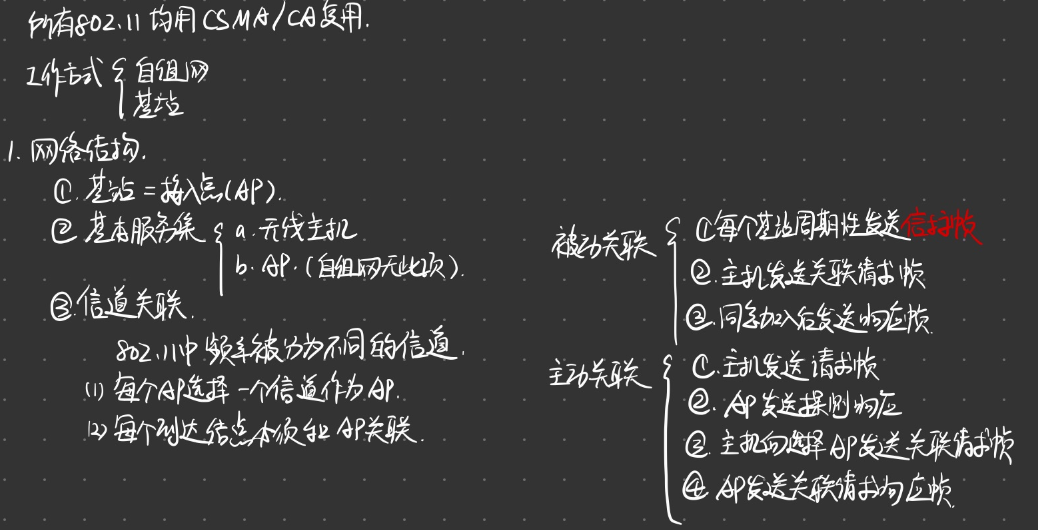 所有802.11均用CSMA/CA复用.
工作方式 { 自组网
基站
1. 网络结构.
①. 基站 = 接入点(AP).
② 基本服务集 { a. 无线主机
b. AP. (自组网无此项).
③. 信道关联.
802.11中频率被分为不同的信道.
(1) 每个AP选择一个信道作为AP.
(2) 每个到达结点必须和AP关联.
被动关联 { ①每个基站周期性发送信标帧
②. 主机发送关联请求帧
③. 同意加入后发送响应帧.
主动关联 { ①. 主机发送请求帧
②. AP发送探测响应
③. 主机向选择AP发送关联请求帧
④ AP发送关联请求响应帧.